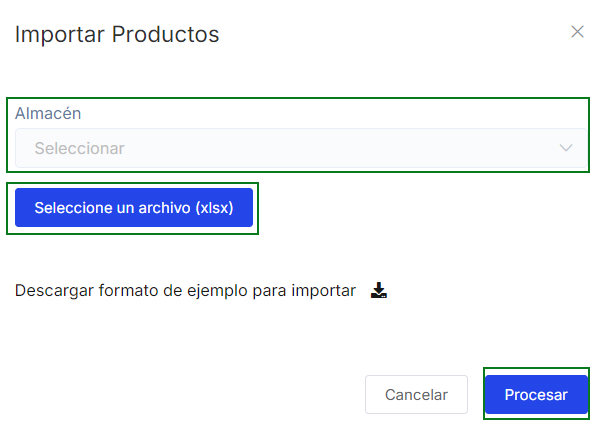 Importar Productos
Almacén
Seleccionar
Seleccione un archivo (xlsx)
Descargar formato de ejemplo para importar
Cancelar
Procesar